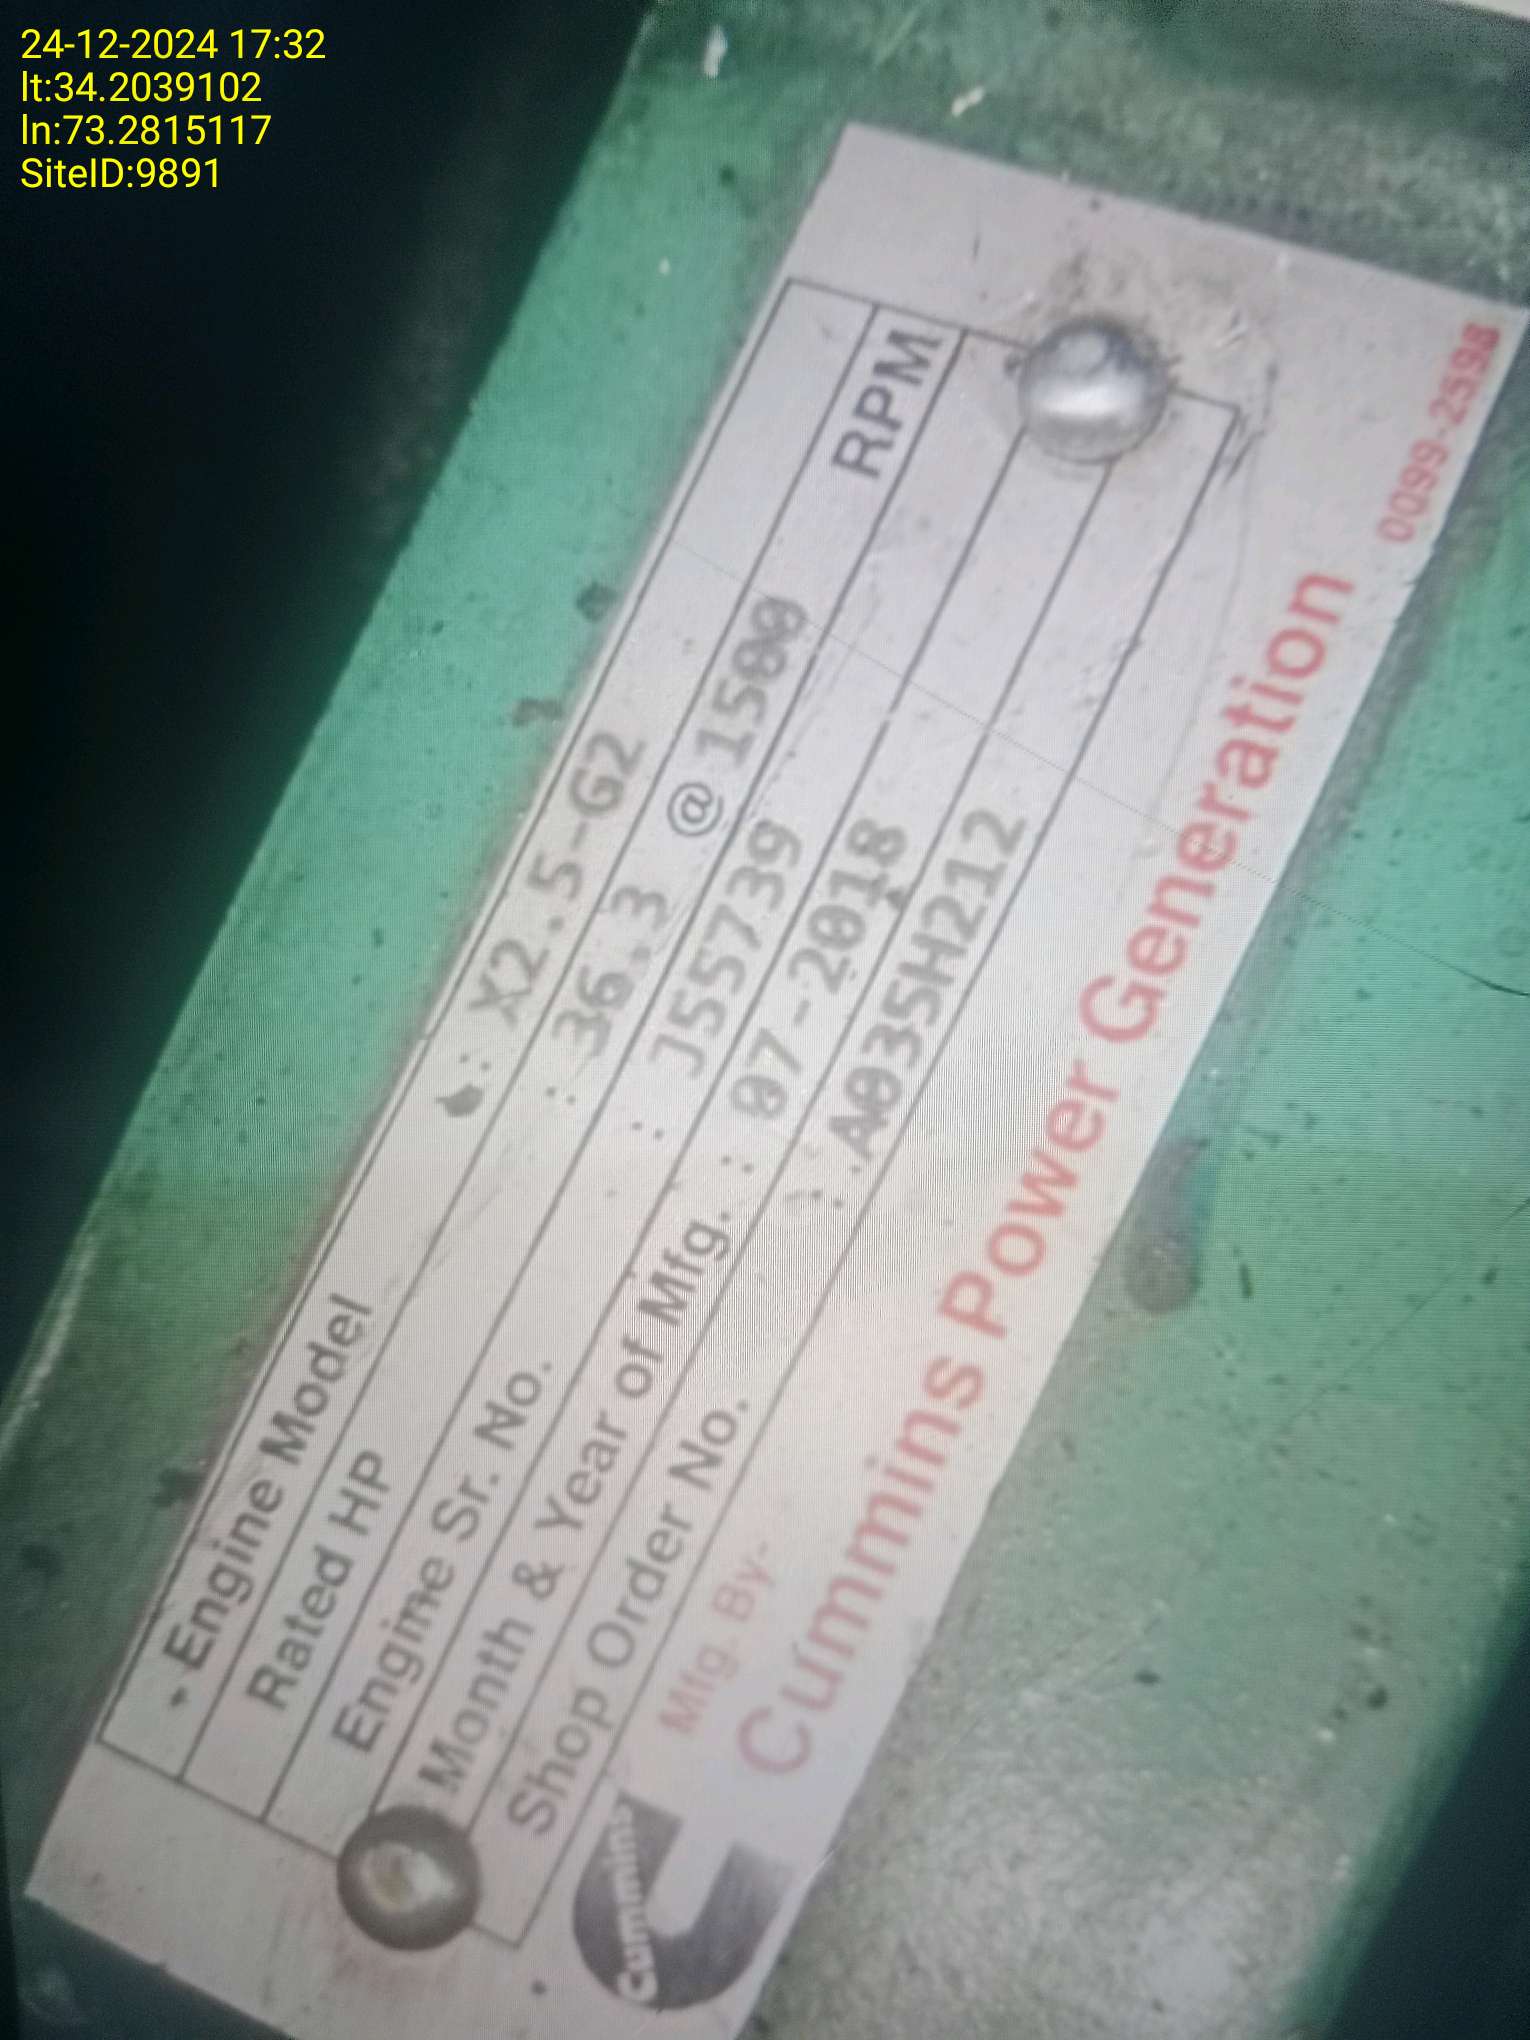 24-12-2024 17:32
lt:34.2039102
ln:73.2815117
SiteID:9891
Engine Model : X2.5-G2
Rated HP : 36.3 @ 1500 RPM
Engine Sr. No. : J55739
Month & Year of Mfg. : 07-2018
Shop Order No. : A035H212
Mfg. By-
Cummins Power Generation
0099-2598
Cummins